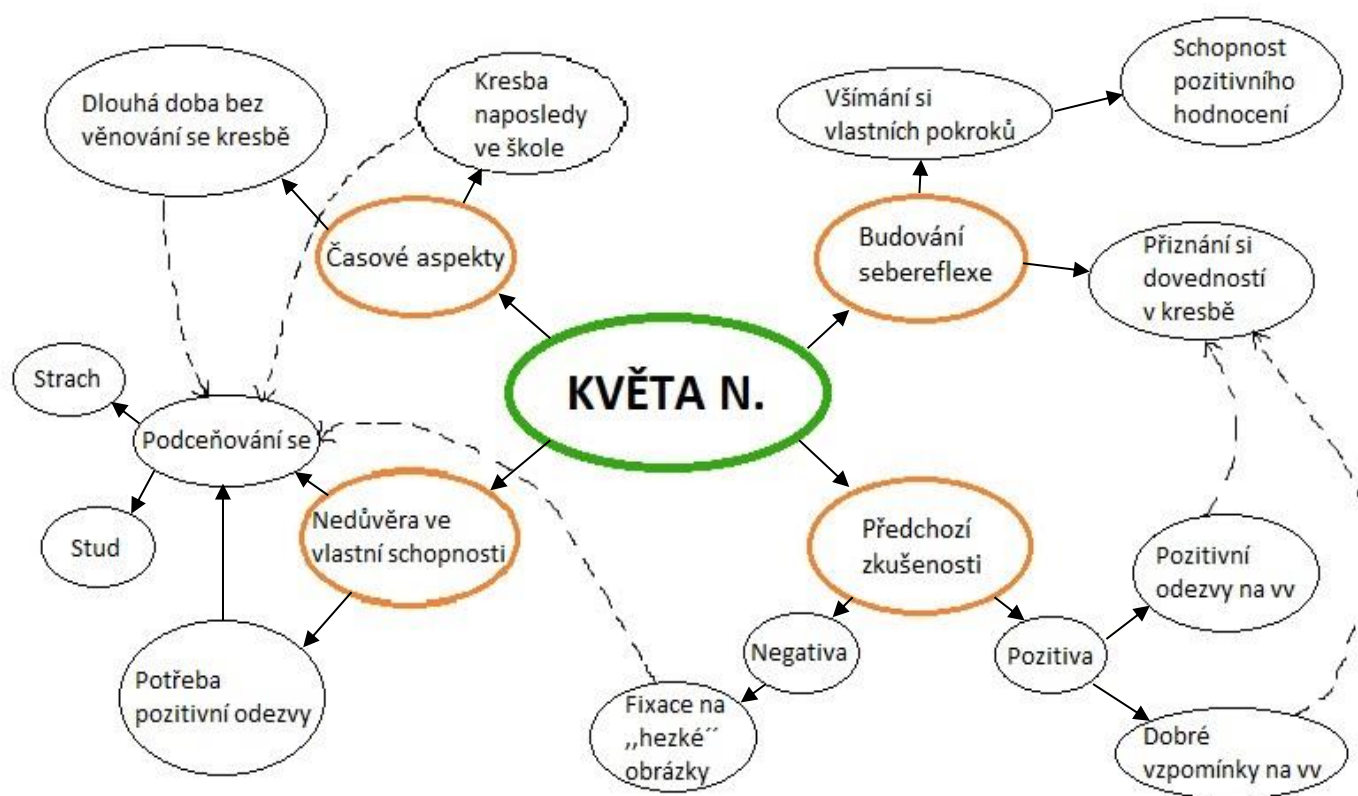 Dlouhá doba bez
věnování se kresbě
Kresba
naposledy
ve škole
Všímání si
vlastních pokroků
Schopnost
pozitivního
hodnocení
Časové aspekty
Budování
sebereflexe
Přiznání si
dovedností
v kresbě
KVĚTA N.
Strach
Podceňování se
Stud
Nedůvěra ve
vlastní schopnosti
Předchozí
zkušenosti
Pozitivní
odezvy na vv
Potřeba
pozitivní odezvy
Negativa
Pozitiva
Fixace na
,,hezké´´
obrázky
Dobré
vzpomínky na vv